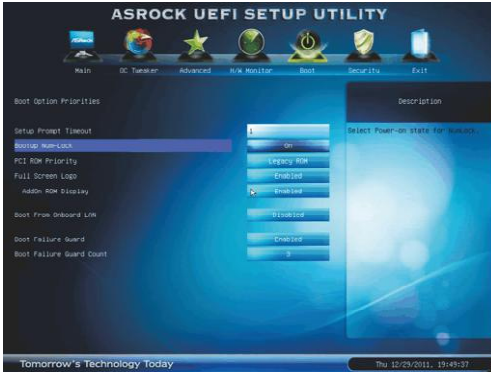 ASROCK UEFI SETUP UTILITY
Main OC Tweaker Advanced H/W Monitor Boot Security Exit
Boot Option Priorities
Description
Setup Prompt Timeout 1
Select Power-on state for NumLock.
Bootup Num-Lock On
PCI ROM Priority Legacy ROM
Full Screen Logo Enabled
AddOn ROM Display Enabled
Boot From Onboard LAN Disabled
Boot Failure Guard Enabled
Boot Failure Guard Count 3
Tomorrow's Technology Today
Thu 12/29/2011, 19:49:37